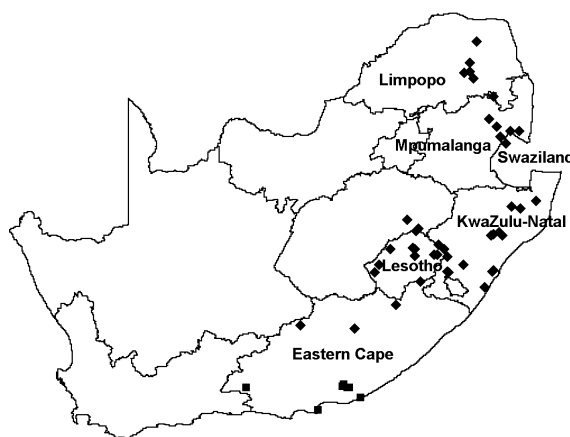 Limpopo
Mpumalanga
Swaziland
KwaZulu-Natal
Lesotho
Eastern Cape